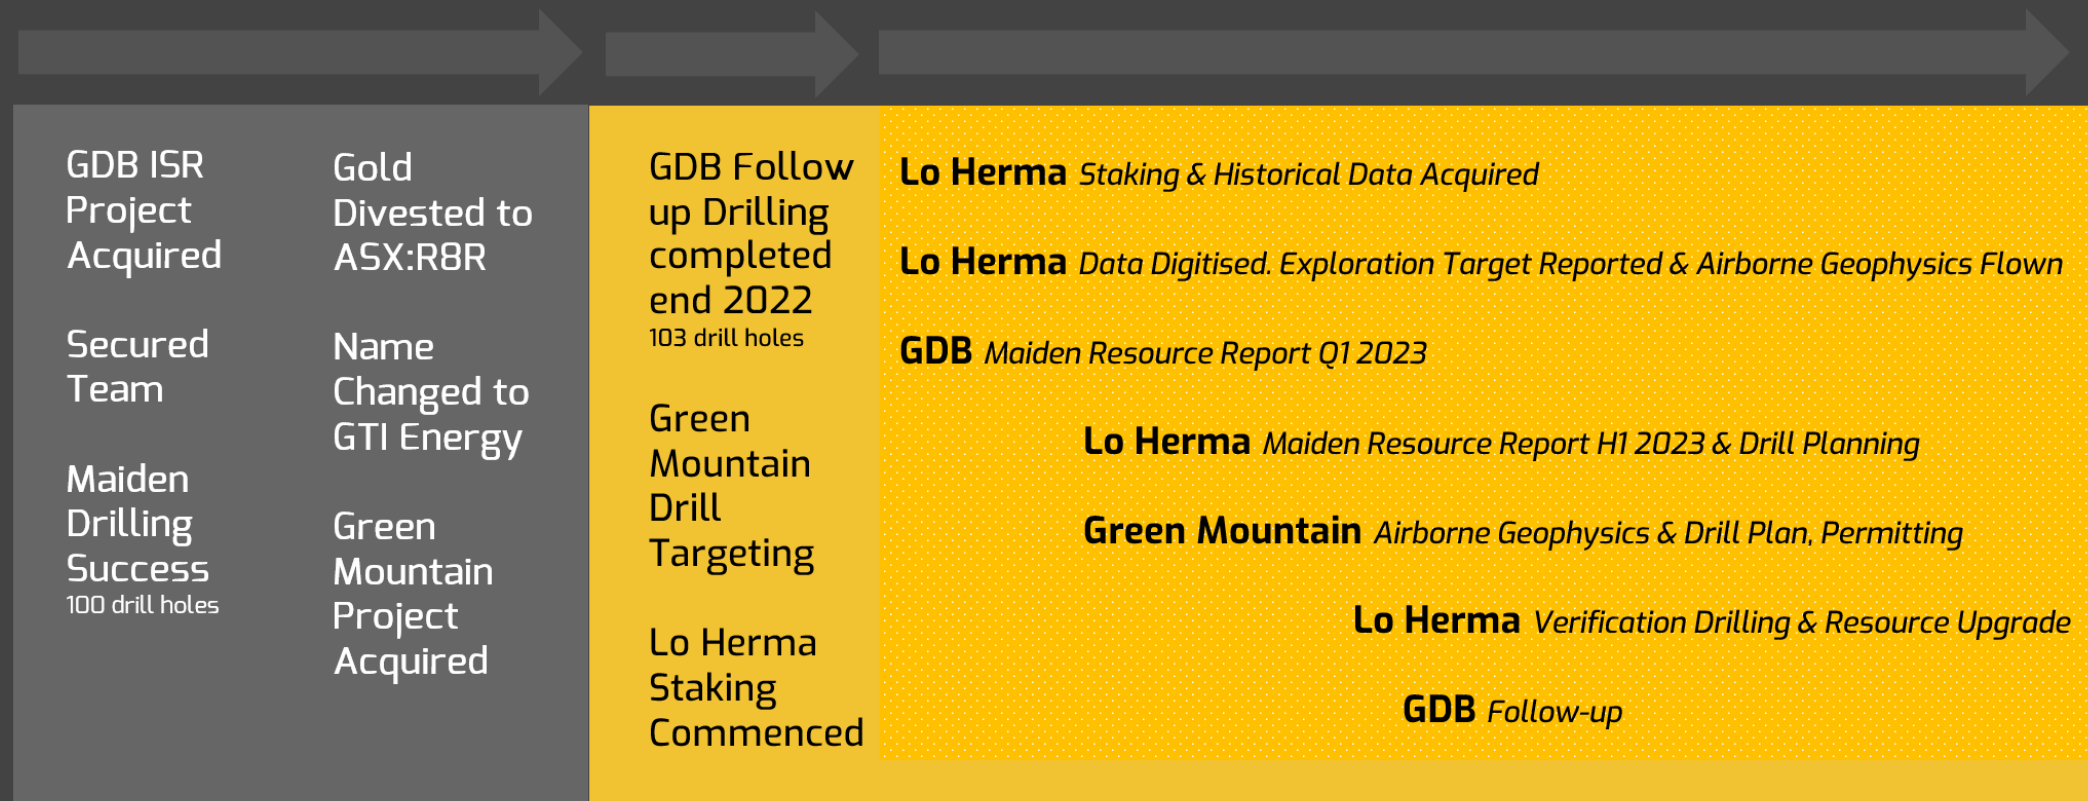 GDB ISR
Project
Acquired
Secured
Team
Maiden
Drilling
Success
100 drill holes
Gold
Divested to
ASX:R8R
Name
Changed to
GTI Energy
Green
Mountain
Project
Acquired
GDB Follow
up Drilling
completed
end 2022
103 drill holes
Green
Mountain
Drill
Targeting
Lo Herma
Staking
Commenced
Lo Herma Staking & Historical Data Acquired
Lo Herma Data Digitised. Exploration Target Reported & Airborne Geophysics Flown
GDB Maiden Resource Report Q1 2023
Lo Herma Maiden Resource Report H1 2023 & Drill Planning
Green Mountain Airborne Geophysics & Drill Plan, Permitting
Lo Herma Verification Drilling & Resource Upgrade
GDB Follow-up